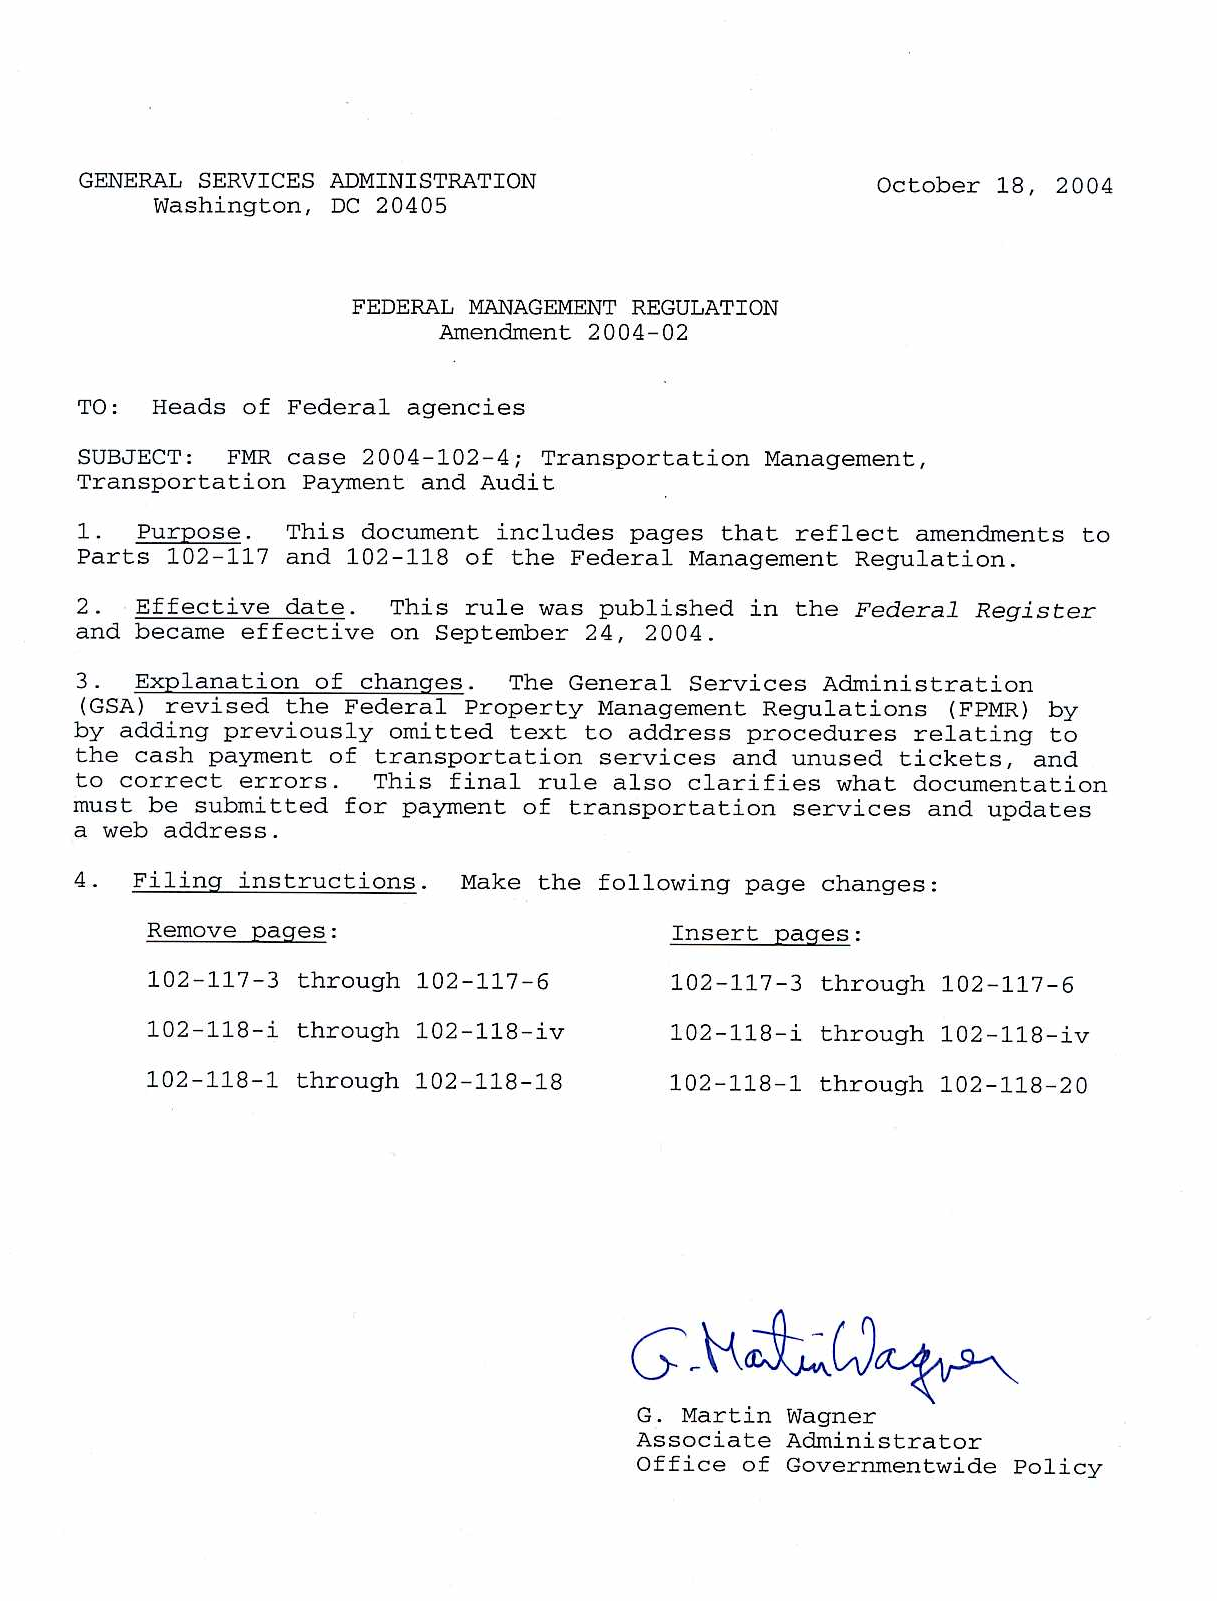 GENERAL SERVICES ADMINISTRATION
Washington, DC 20405
October 18, 2004
FEDERAL MANAGEMENT REGULATION
Amendment 2004-02
TO:  Heads of Federal agencies
SUBJECT:  FMR case 2004-102-4; Transportation Management,
Transportation Payment and Audit
1.  Purpose.  This document includes pages that reflect amendments to
Parts 102-117 and 102-118 of the Federal Management Regulation.
2.  Effective date.  This rule was published in the Federal Register
and became effective on September 24, 2004.
3.  Explanation of changes.  The General Services Administration
(GSA) revised the Federal Property Management Regulations (FPMR) by
by adding previously omitted text to address procedures relating to
the cash payment of transportation services and unused tickets, and
to correct errors.  This final rule also clarifies what documentation
must be submitted for payment of transportation services and updates
a web address.
4.  Filing instructions.  Make the following page changes:
Remove pages:  Insert pages:
102-117-3 through 102-117-6  102-117-3 through 102-117-6
102-118-i through 102-118-iv  102-118-i through 102-118-iv
102-118-1 through 102-118-18  102-118-1 through 102-118-20
G. Martin Wagner
G. Martin Wagner
Associate Administrator
Office of Governmentwide Policy